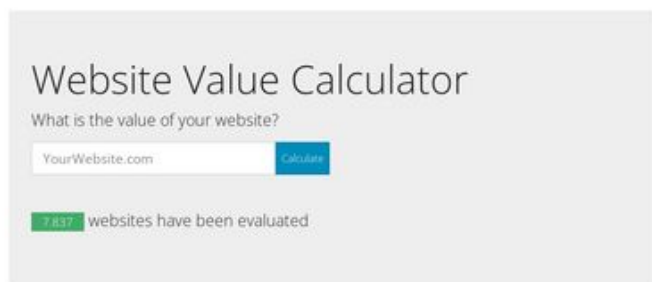 Website Value Calculator
What is the value of your website?
YourWebsite.com Calculate
7.837 websites have been evaluated